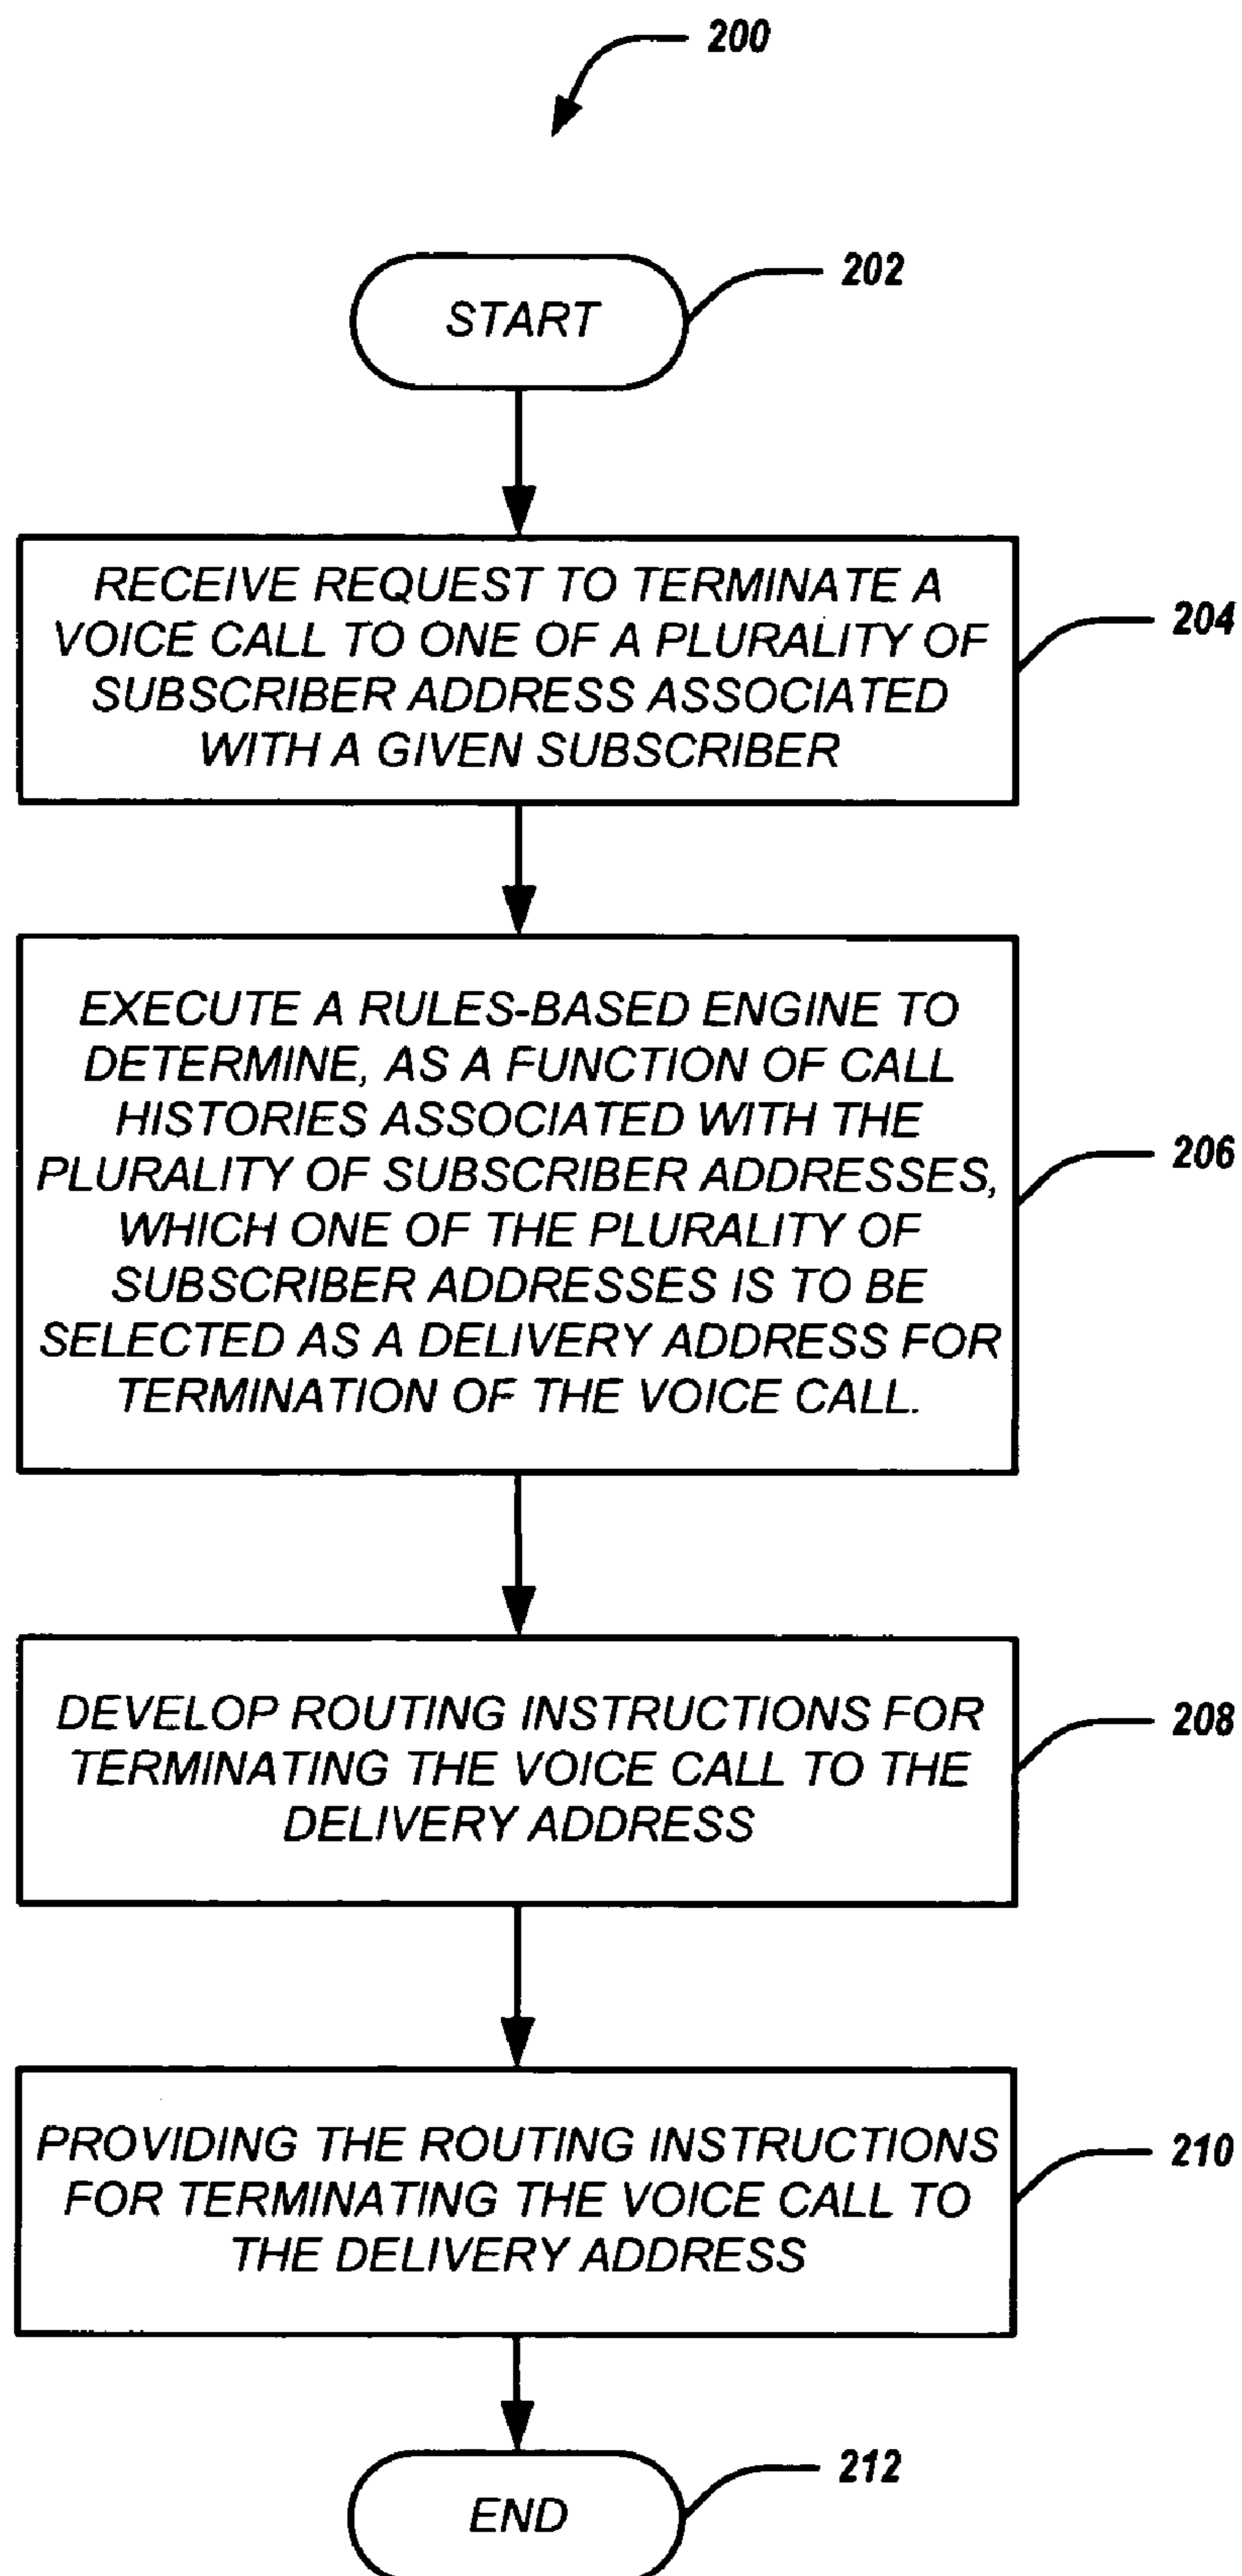 200
202
START
RECEIVE REQUEST TO TERMINATE A
VOICE CALL TO ONE OF A PLURALITY OF
SUBSCRIBER ADDRESS ASSOCIATED
WITH A GIVEN SUBSCRIBER
204
EXECUTE A RULES-BASED ENGINE TO
DETERMINE, AS A FUNCTION OF CALL
HISTORIES ASSOCIATED WITH THE
PLURALITY OF SUBSCRIBER ADDRESSES,
WHICH ONE OF THE PLURALITY OF
SUBSCRIBER ADDRESSES IS TO BE
SELECTED AS A DELIVERY ADDRESS FOR
TERMINATION OF THE VOICE CALL.
206
DEVELOP ROUTING INSTRUCTIONS FOR
TERMINATING THE VOICE CALL TO THE
DELIVERY ADDRESS
208
PROVIDING THE ROUTING INSTRUCTIONS
FOR TERMINATING THE VOICE CALL TO
THE DELIVERY ADDRESS
210
212
END